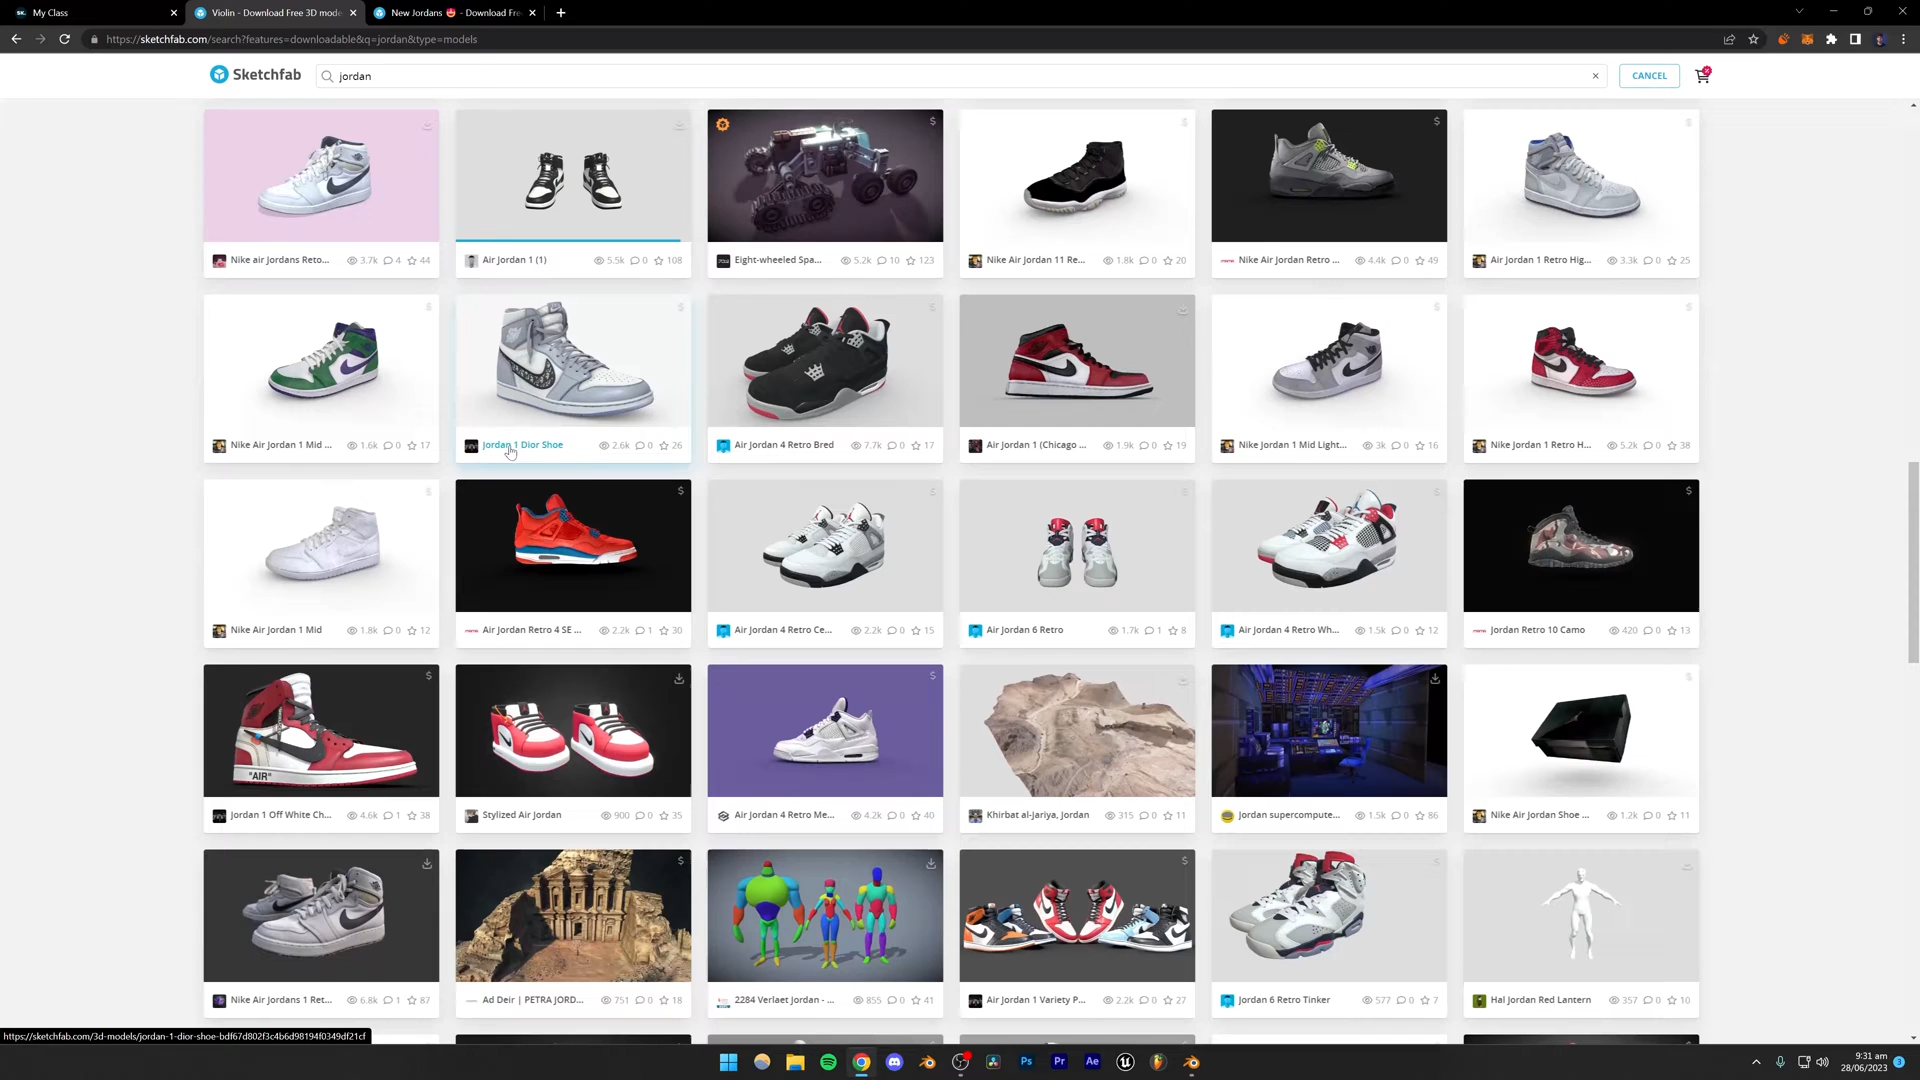 My Class
Violin - Download Free 3D mode
New Jordans 😍 - Download Fre
https://sketchfab.com/search?features=downloadable&q=jordan&type=models
Sketchfab
jordan
CANCEL
Nike air Jordans Reto... 3.7k 4 44
Air Jordan 1 (1) 5.5k 0 108
Eight-wheeled Spa... 5.2k 10 123
Nike Air Jordan 11 Re... 1.8k 0 20
Nike Air Jordan Retro ... 4.4k 0 49
Air Jordan 1 Retro Hig... 3.3k 0 25
Nike Air Jordan 1 Mid ... 1.6k 0 17
Jordan 1 Dior Shoe 2.6k 0 26
Air Jordan 4 Retro Bred 7.7k 0 17
Air Jordan 1 (Chicago ... 1.9k 0 19
Nike Jordan 1 Mid Light... 3k 0 16
Nike Jordan 1 Retro H... 5.2k 0 38
Nike Air Jordan 1 Mid 1.8k 0 12
Air Jordan Retro 4 SE ... 2.2k 1 30
Air Jordan 4 Retro Ce... 2.2k 0 15
Air Jordan 6 Retro 1.7k 1 8
Air Jordan 4 Retro Wh... 1.5k 0 12
Jordan Retro 10 Camo 420 0 13
"AIR"
Jordan 1 Off White Ch... 4.6k 1 38
Stylized Air Jordan 900 0 35
Air Jordan 4 Retro Me... 4.2k 0 40
Khirbat al-Jariya, Jordan 315 0 11
Jordan supercompute... 1.5k 0 86
Nike Air Jordan Shoe ... 1.2k 0 11
Nike Air Jordans 1 Ret... 6.8k 1 87
Ad Deir | PETRA JORD... 751 0 18
2284 Verlaet Jordan - ... 855 0 41
Air Jordan 1 Variety P... 2.2k 0 27
Jordan 6 Retro Tinker 577 0 7
Hal Jordan Red Lantern 357 0 10
https://sketchfab.com/3d-models/jordan-1-dior-shoe-bdf67d802f3c4b6d98194f0349df21cf
Ps
Pr
Ae
9:31 am
28/06/2023
3